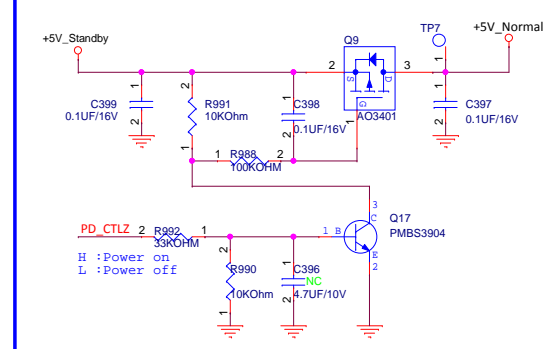 +5V_Standby
Q9
TP7
+5V_Normal
2
3
S
D
G
AO3401
1
1
2
C399
0.1UF/16V
2
R991
10KOhm
1
1
2
C398
0.1UF/16V
1
2
C397
0.1UF/16V
1
R988
2
100KOHM
PD_CTLZ
2
R992
1
33KOHM
H :Power on
L :Power off
2
R990
10KOhm
1
1
C396
NC
2
4.7UF/10V
1
B
3
C
E
2
Q17
PMBS3904